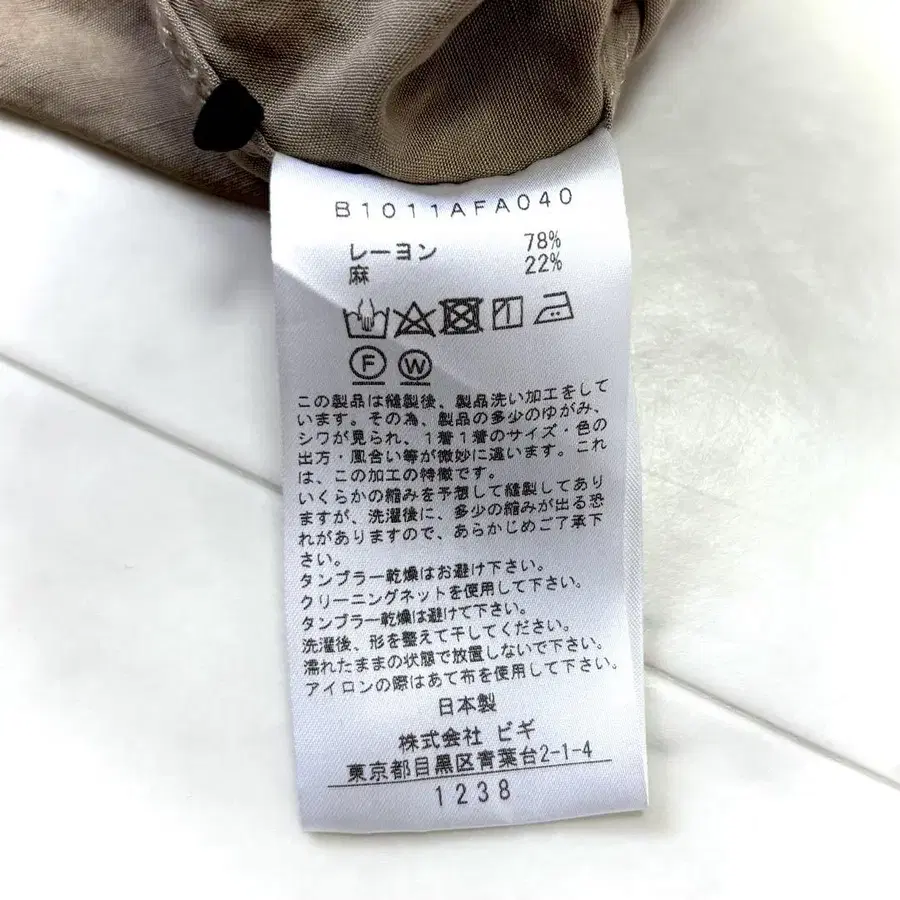 B1011AFA040
レーヨン 78%
麻 22%
F W
この製品は縫製後、製品洗い加工をして
います。その為、製品の多少のゆがみ、
シワが見られ、1着1着のサイズ・色の
出方・風合い等が微妙に違います。これ
は、この加工の特徴です。
いくらかの縮みを予想して縫製してあり
ますが、洗濯後に、多少の縮みが出る恐
れがありますので、あらかじめご了承下
さい。
タンブラー乾燥はお避け下さい。
クリーニングネットを使用して下さい。
タンブラー乾燥は避けて下さい。
洗濯後、形を整えて干してください。
濡れたままの状態で放置しないで下さい。
アイロンの際はあて布を使用して下さい。
日本製
株式会社 ビギ
東京都目黒区青葉台2-1-4
1238